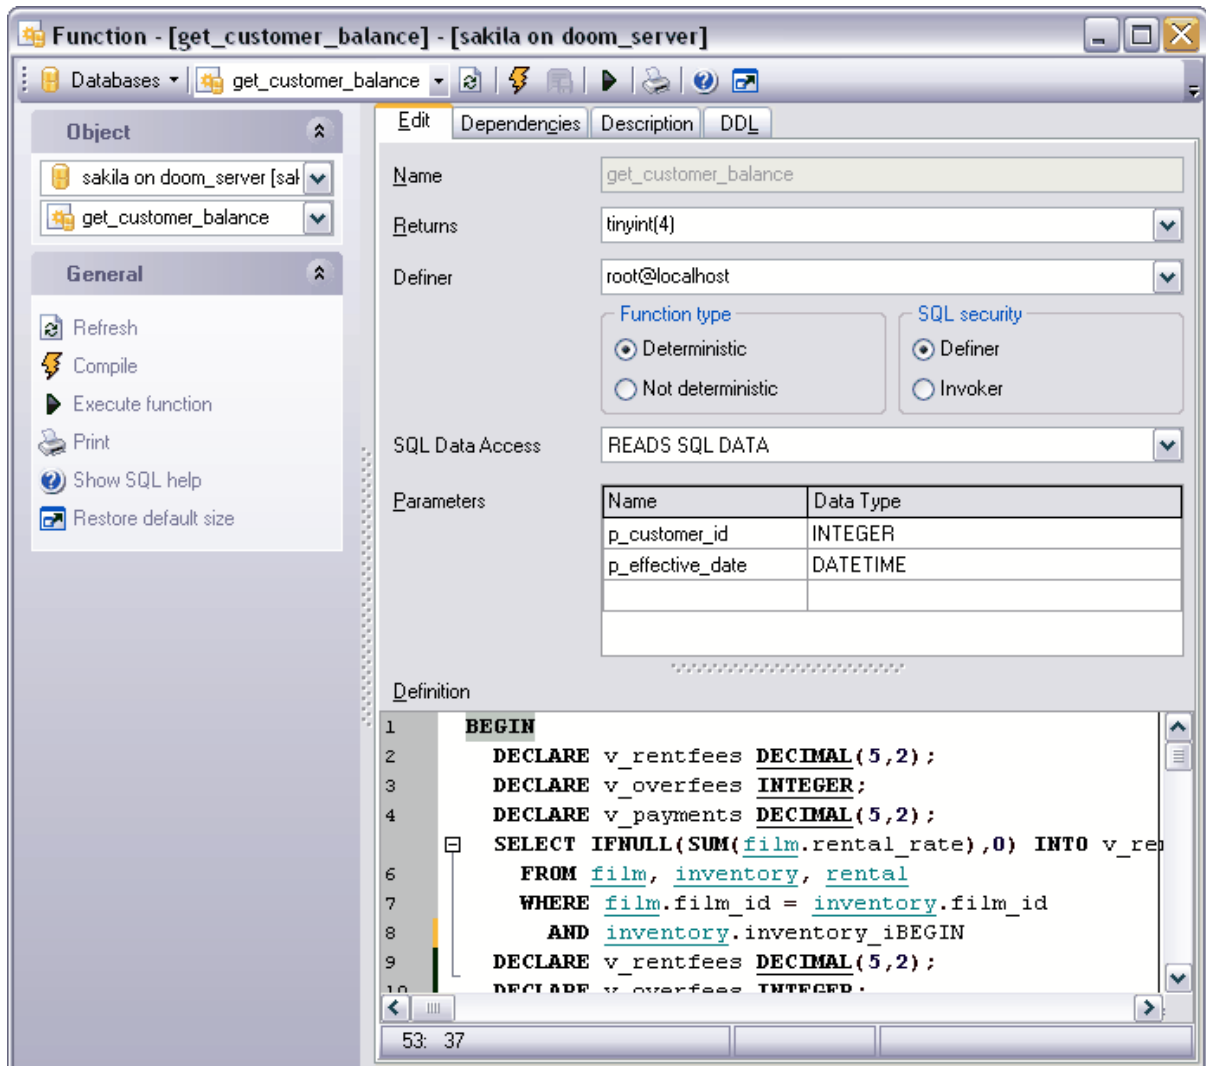 Function - [get_customer_balance] - [sakila on doom_server]
Databases get_customer_balance
Object
sakila on doom_server [sal
get_customer_balance
General
Refresh
Compile
Execute function
Print
Show SQL help
Restore default size
Edit Dependencies Description DDL
Name get_customer_balance
Returns tinyint(4)
Definer root@localhost
Function type SQL security
Deterministic Definer
Not deterministic Invoker
SQL Data Access READS SQL DATA
Parameters Name Data Type
p_customer_id INTEGER
p_effective_date DATETIME
Definition
1 BEGIN
2 DECLARE v_rentfees DECIMAL(5,2);
3 DECLARE v_overfees INTEGER;
4 DECLARE v_payments DECIMAL(5,2);
SELECT IFNULL(SUM(film.rental_rate),0) INTO v_re
6 FROM film, inventory, rental
7 WHERE film.film_id = inventory.film_id
8 AND inventory.inventory_iBEGIN
9 DECLARE v_rentfees DECIMAL(5,2);
10 DECLARE v_overfees INTEGER;
53: 37